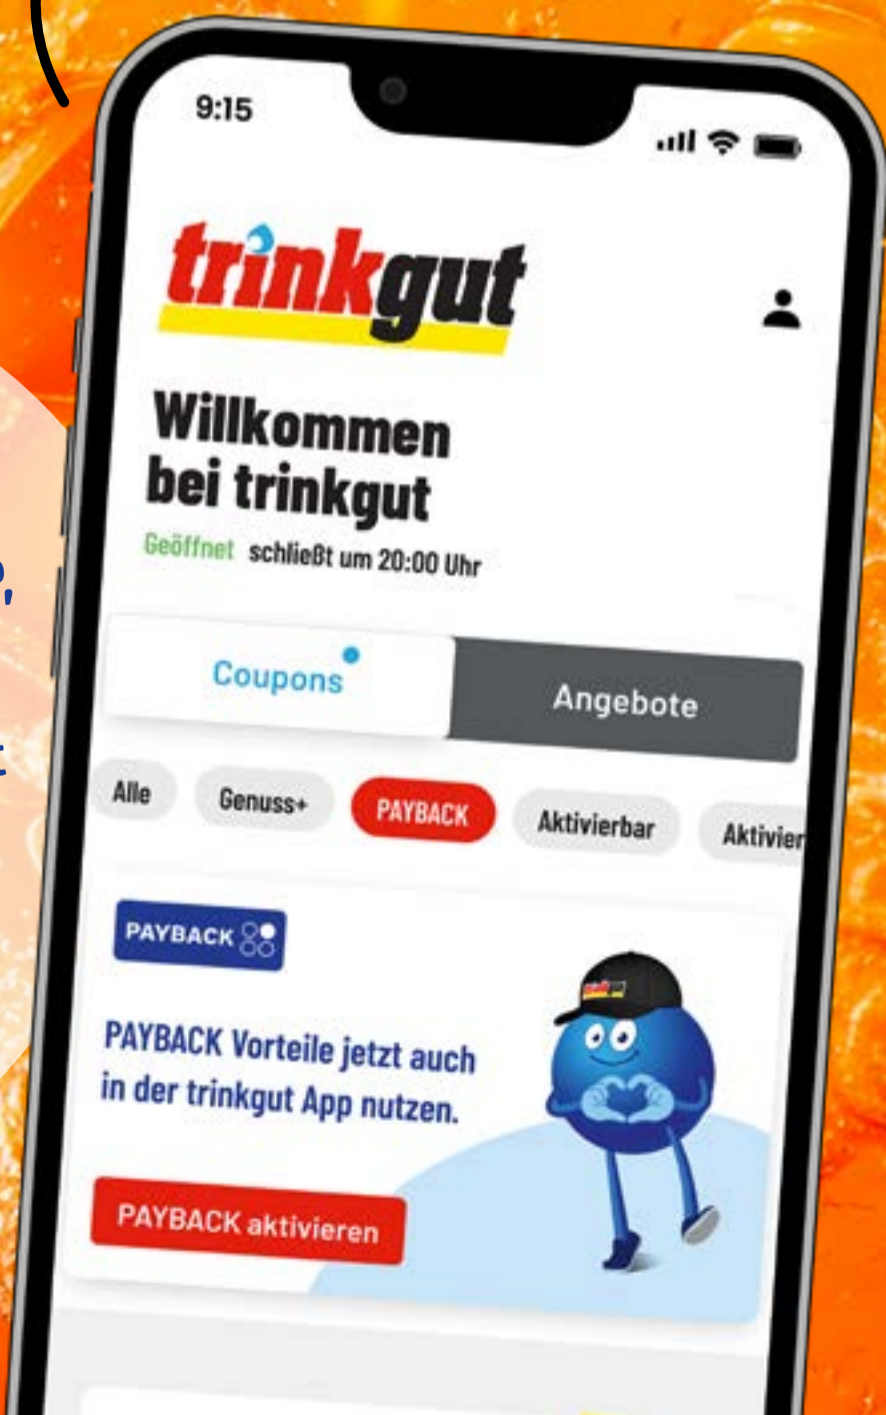 9:15
trinkgut
Willkommen
bei trinkgut
Geöffnet schließt um 20:00 Uhr
Coupons
Angebote
Alle
Genuss+
PAYBACK
Aktivierbar
Aktivier
PAYBACK
PAYBACK Vorteile jetzt auch
in der trinkgut App nutzen.
PAYBACK aktivieren